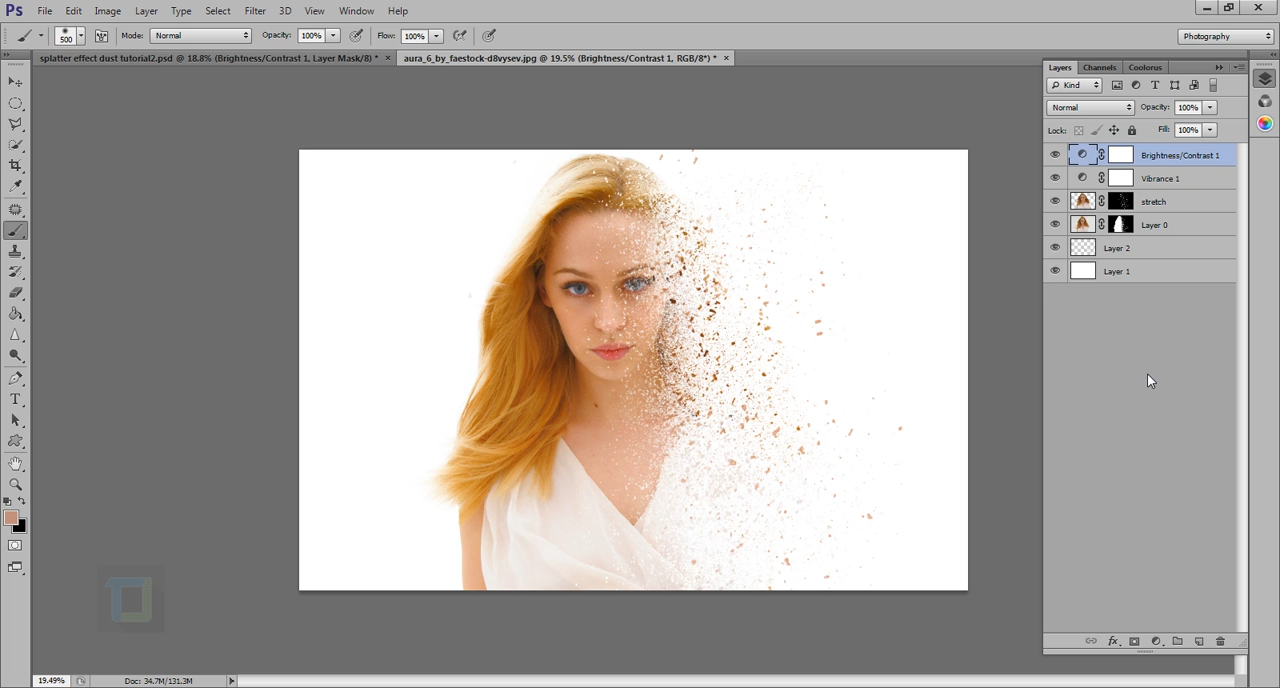 Ps File Edit Image Layer Type Select Filter 3D View Window Help
500 Mode: Normal Opacity: 100% Flow: 100% Photography
splatter effect dust tutorial2.psd @ 18.8% (Brightness/Contrast 1, Layer Mask/8) * × aura_6_by_faestock-d8vysev.jpg @ 19.5% (Brightness/Contrast 1, RGB/8*) * ×
Layers Channels Coolorus
Kind
Normal Opacity: 100%
Lock: Fill: 100%
Brightness/Contrast 1
Vibrance 1
stretch
Layer 0
Layer 2
Layer 1
fx
19.49% Doc: 34.7M/131.3M